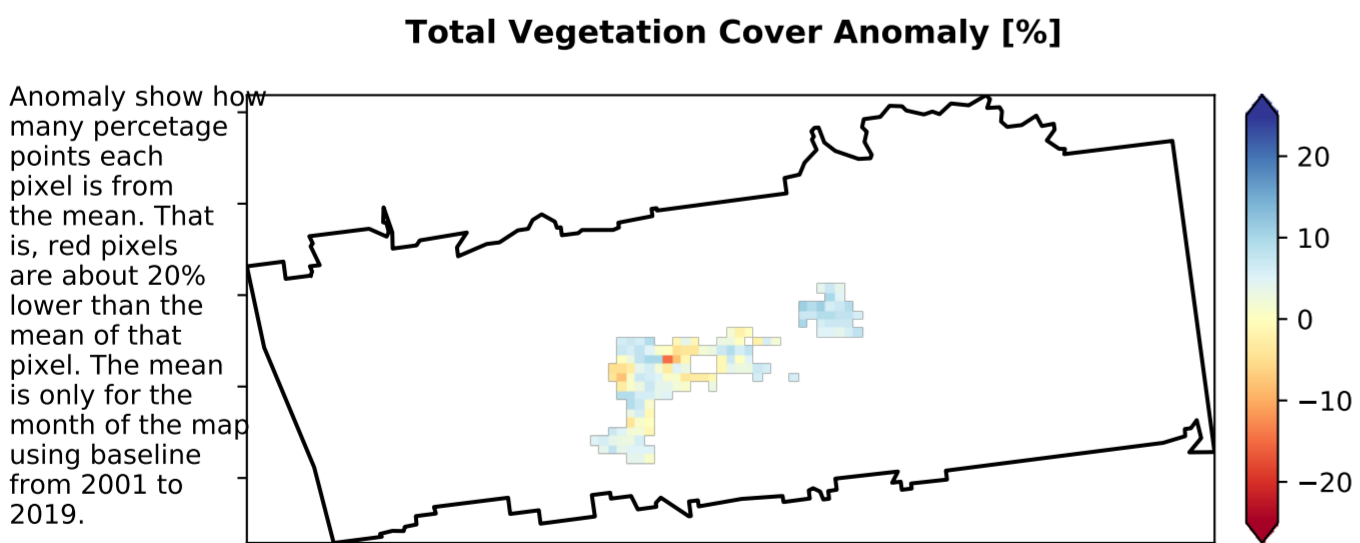 Total Vegetation Cover Anomaly [%]
Anomaly show how
many percetage
points each
pixel is from
the mean. That
is, red pixels
are about 20%
lower than the
mean of that
pixel. The mean
is only for the
month of the map
using baseline
from 2001 to
2019.
20
10
0
−10
−20